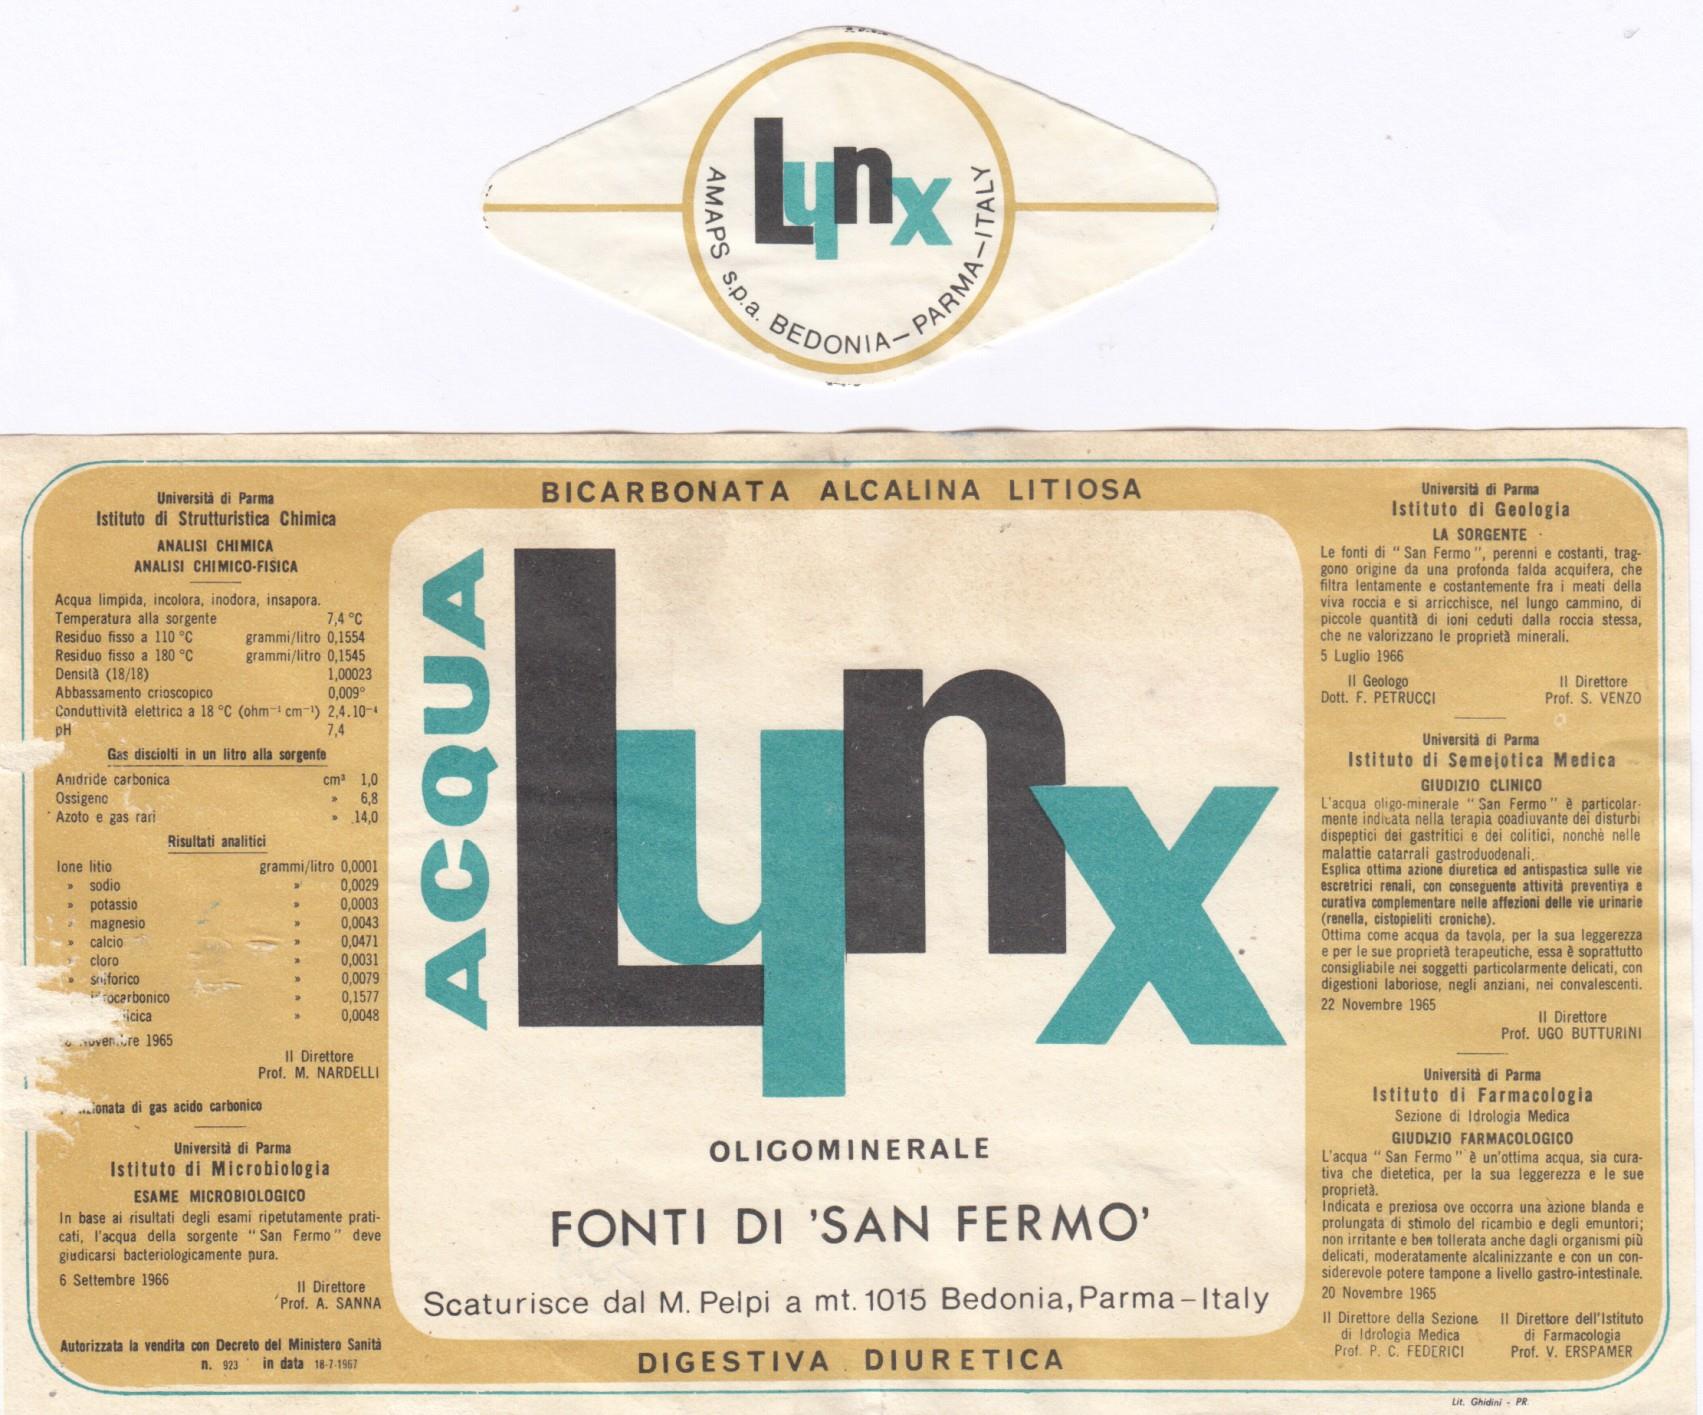 Lynx
AMAPS s.p.a. BEDONIA-PARMA-ITALY
BICARBONATA ALCALINA LITIOSA
Università di Parma
Istituto di Strutturistica Chimica
ANALISI CHIMICA
ANALISI CHIMICO-FISICA
Acqua limpida, incolora, inodora, insapora.
Temperatura alla sorgente 7,4 °C
Residuo fisso a 110 °C grammi/litro 0,1554
Residuo fisso a 180 °C grammi/litro 0,1545
Densità (18/18) 1,00023
Abbassamento crioscopico 0,009°
Conduttività elettrica a 18 °C (ohm⁻¹ cm⁻¹) 2,4.10⁻⁴
pH 7,4
Gas disciolti in un litro alla sorgente
Anidride carbonica cm³ 1,0
Ossigeno » 6,8
Azoto e gas rari » 14,0
Risultati analitici
Ione litio grammi/litro 0,0001
» sodio » 0,0029
» potassio » 0,0003
» magnesio » 0,0043
» calcio » 0,0471
» cloro » 0,0031
» solforico » 0,0079
» 0,1577
» 0,0048
Novembre 1965
Il Direttore
Prof. M. NARDELLI
di gas acido carbonico
Università di Parma
Istituto di Microbiologia
ESAME MICROBIOLOGICO
In base ai risultati degli esami ripetutamente prati-
cati, l'acqua della sorgente "San Fermo" deve
giudicarsi bacteriologicamente pura.
6 Settembre 1966
Il Direttore
Prof. A. SANNA
Autorizzata la vendita con Decreto del Ministero Sanità
n. 923 in data 18-7-1967
ACQUA
Lynx
OLIGOMINERALE
FONTI DI 'SAN FERMO'
Scaturisce dal M. Pelpi a mt. 1015 Bedonia, Parma-Italy
DIGESTIVA DIURETICA
Università di Parma
Istituto di Geologia
LA SORGENTE
Le fonti di "San Fermo", perenni e costanti, trag-
gono origine da una profonda falda acquifera, che
filtra lentamente e costantemente fra i meati della
viva roccia e si arricchisce, nel lungo cammino, di
piccole quantità di ioni ceduti dalla roccia stessa,
che ne valorizzano le proprietà minerali.
5 Luglio 1966
Il Geologo Il Direttore
Dott. F. PETRUCCI Prof. S. VENZO
Università di Parma
Istituto di Semejotica Medica
GIUDIZIO CLINICO
L'acqua oligo-minerale "San Fermo" è particolar-
mente indicata nella terapia coadiuvante dei disturbi
dispeptici dei gastritici e dei colitici, nonchè nelle
malattie catarrali gastroduodenali.
Esplica ottima azione diuretica ed antispastica sulle vie
escretrici renali, con conseguente attività preventiva e
curativa complementare nelle affezioni delle vie urinarie
(renella, cistopieliti croniche).
Ottima come acqua da tavola, per la sua leggerezza
e per le sue proprietà terapeutiche, essa è soprattutto
consigliabile nei soggetti particolarmente delicati, con
digestioni laboriose, negli anziani, nei convalescenti.
22 Novembre 1965
Il Direttore
Prof. UGO BUTTURINI
Università di Parma
Istituto di Farmacologia
Sezione di Idrologia Medica
GIUDIZIO FARMACOLOGICO
L'acqua "San Fermo" è un'ottima acqua, sia cura-
tiva che dietetica, per la sua leggerezza e le sue
proprietà.
Indicata e preziosa ove occorra una azione blanda e
prolungata di stimolo del ricambio e degli emuntori;
non irritante e ben tollerata anche dagli organismi più
delicati, moderatamente alcalinizzante e con un con-
siderevole potere tampone a livello gastro-intestinale.
20 Novembre 1965
Il Direttore della Sezione Il Direttore dell'Istituto
di Idrologia Medica di Farmacologia
Prof. P. C. FEDERICI Prof. V. ERSPAMER
Lit. Ghidini - PR.